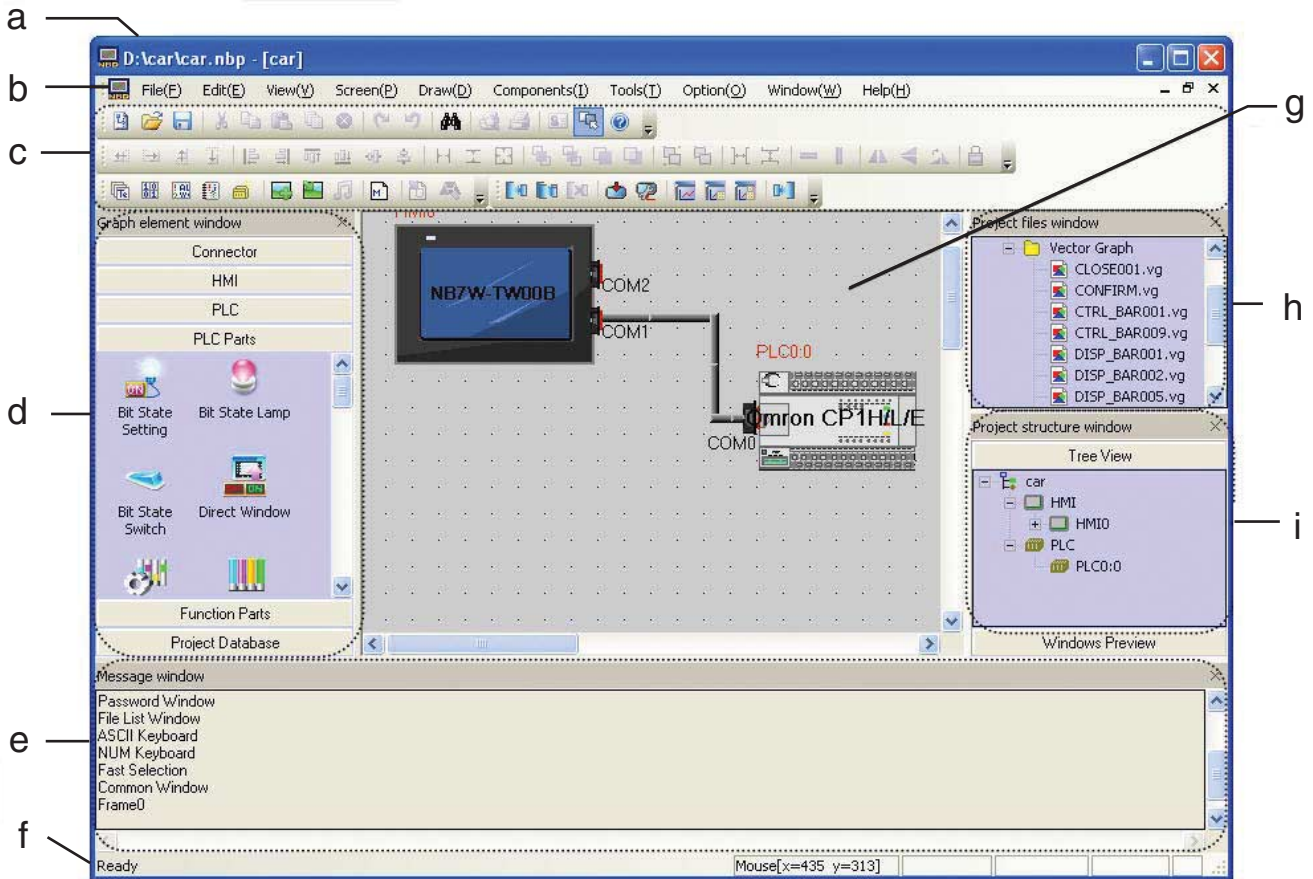 a
D:\car\car.nbp - [car]
b
File(F) Edit(E) View(V) Screen(P) Draw(D) Components(I) Tools(T) Option(O) Window(W) Help(H)
g
c
Graph element window
Connector
HMI
PLC
PLC Parts
Bit State Setting
Bit State Lamp
Bit State Switch
Direct Window
Function Parts
Project Database
d
HMI0
NB7W-TW00B
COM2
COM1
PLC0:0
Omron CP1H/L/E
COM0
Project files window
Vector Graph
CLOSE001.vg
CONFIRM.vg
CTRL_BAR001.vg
CTRL_BAR009.vg
DISP_BAR001.vg
DISP_BAR002.vg
DISP_BAR005.vg
h
Project structure window
Tree View
car
HMI
HMI0
PLC
PLC0:0
Windows Preview
i
Message window
Password Window
File List Window
ASCII Keyboard
NUM Keyboard
Fast Selection
Common Window
Frame0
e
f
Ready
Mouse[x=435 y=313]